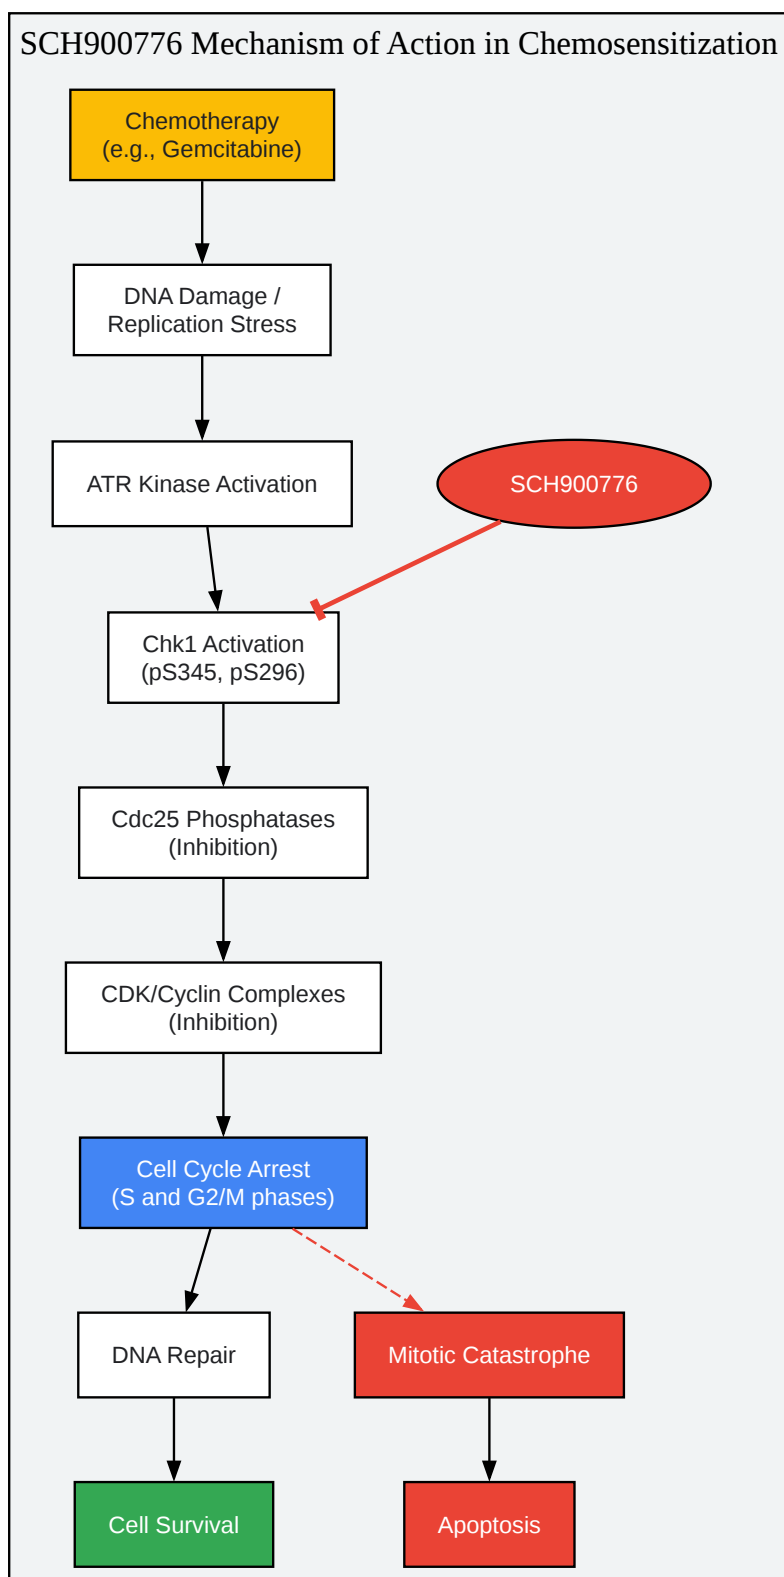 SCH900776 Mechanism of Action in Chemosensitization
Chemotherapy
(e.g., Gemcitabine)
DNA Damage /
Replication Stress
ATR Kinase Activation
SCH900776
Chk1 Activation
(pS345, pS296)
Cdc25 Phosphatases
(Inhibition)
CDK/Cyclin Complexes
(Inhibition)
Cell Cycle Arrest
(S and G2/M phases)
DNA Repair
Mitotic Catastrophe
Cell Survival
Apoptosis